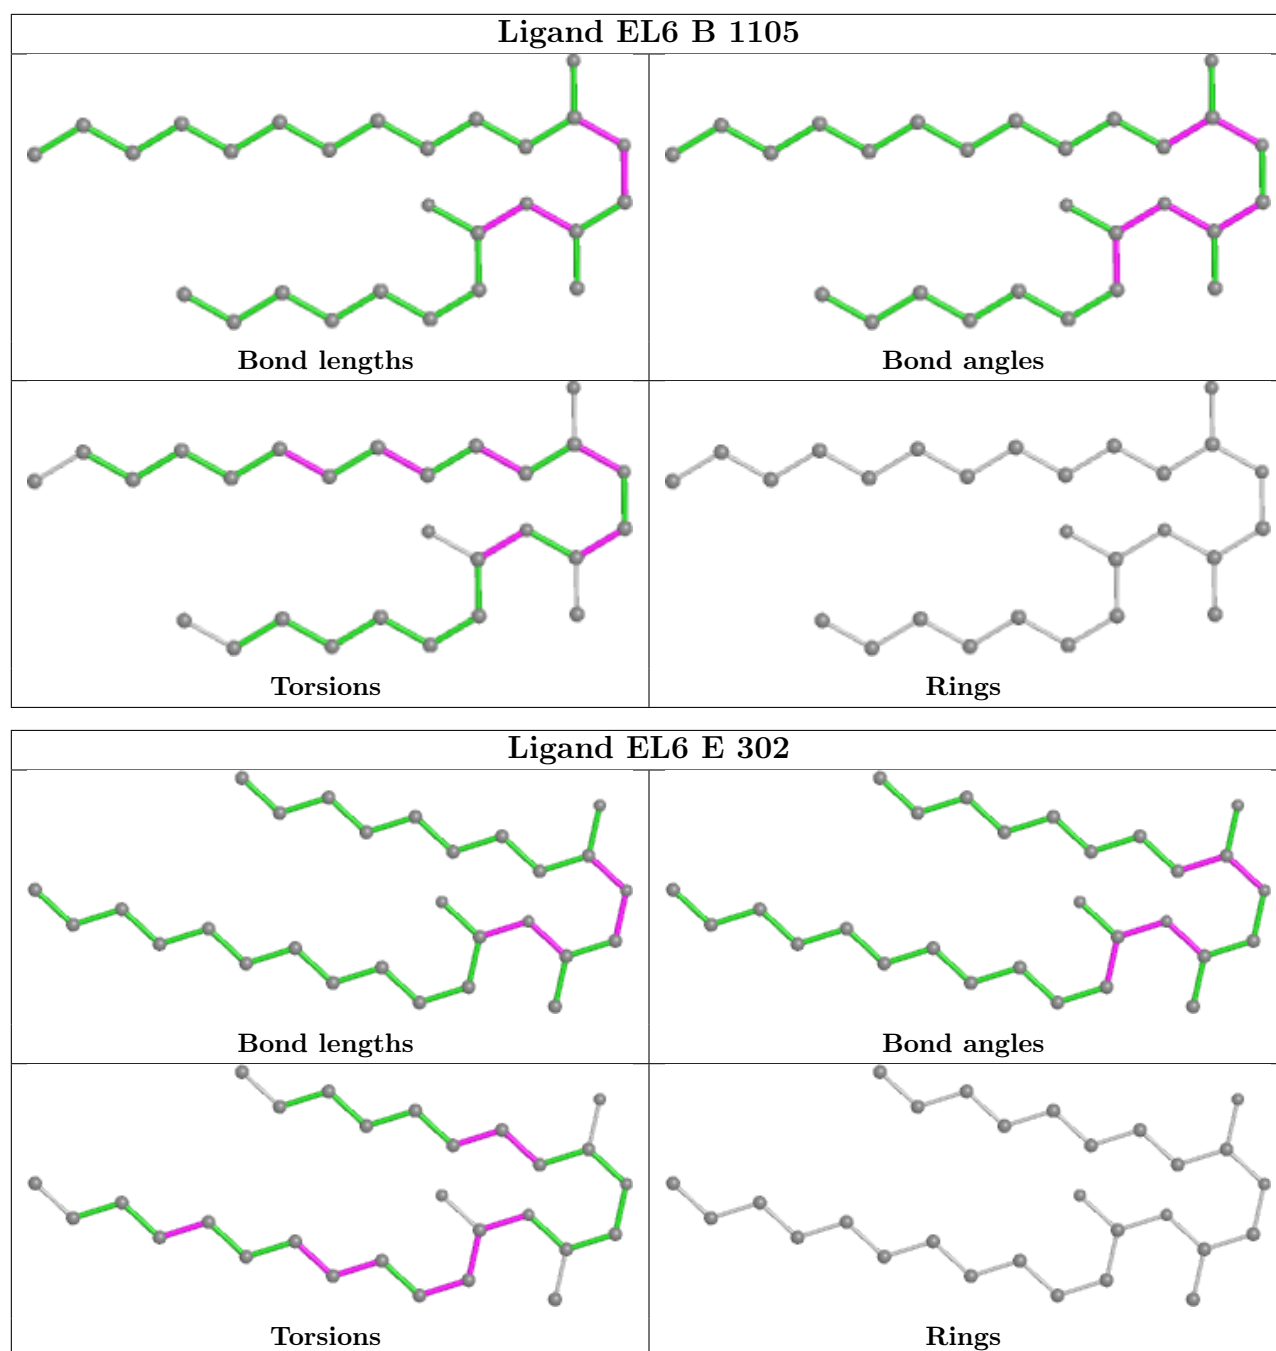 Ligand EL6 B 1105
Bond lengths
Bond angles
Torsions
Rings
Ligand EL6 E 302
Bond lengths
Bond angles
Torsions
Rings